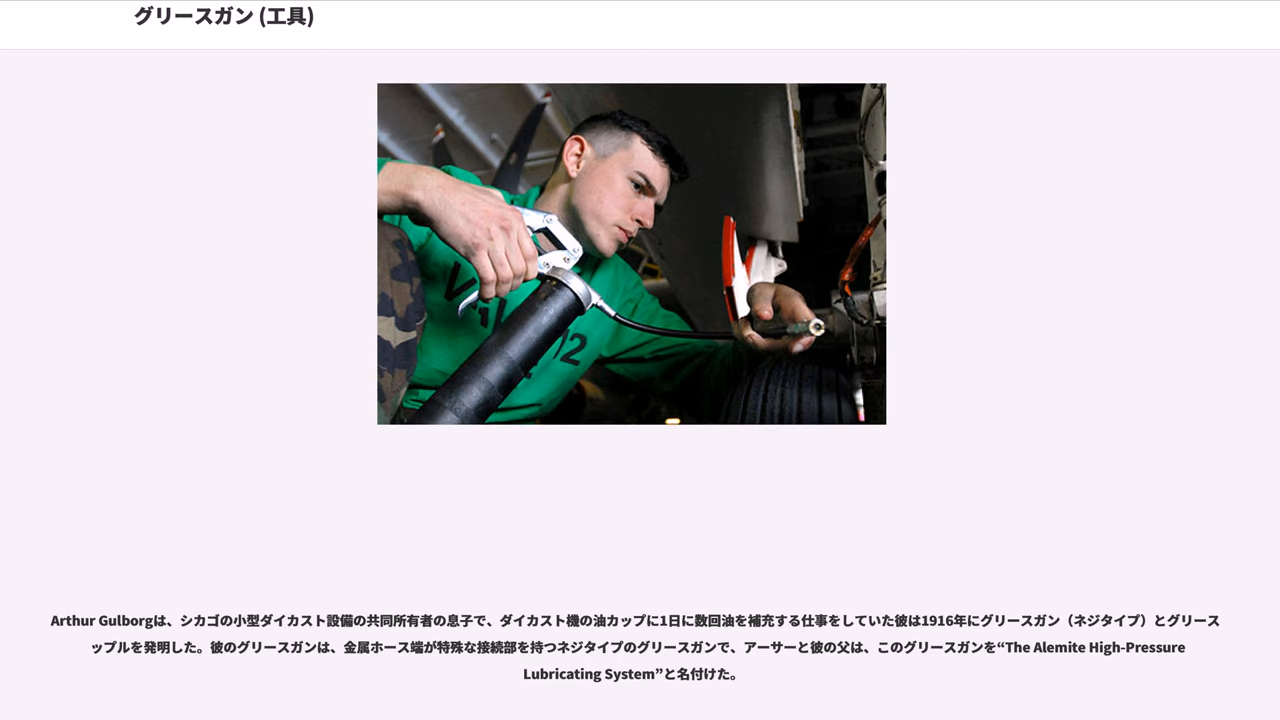 グリースガン (工具)
Arthur Gulborgは、シカゴの小型ダイカスト設備の共同所有者の息子で、ダイカスト機の油カップに1日に数回油を補充する仕事をしていた彼は1916年にグリースガン（ネジタイプ）とグリース
ップルを発明した。彼のグリースガンは、金属ホース端が特殊な接続部を持つネジタイプのグリースガンで、アーサーと彼の父は、このグリースガンを“The Alemite High-Pressure
Lubricating System”と名付けた。